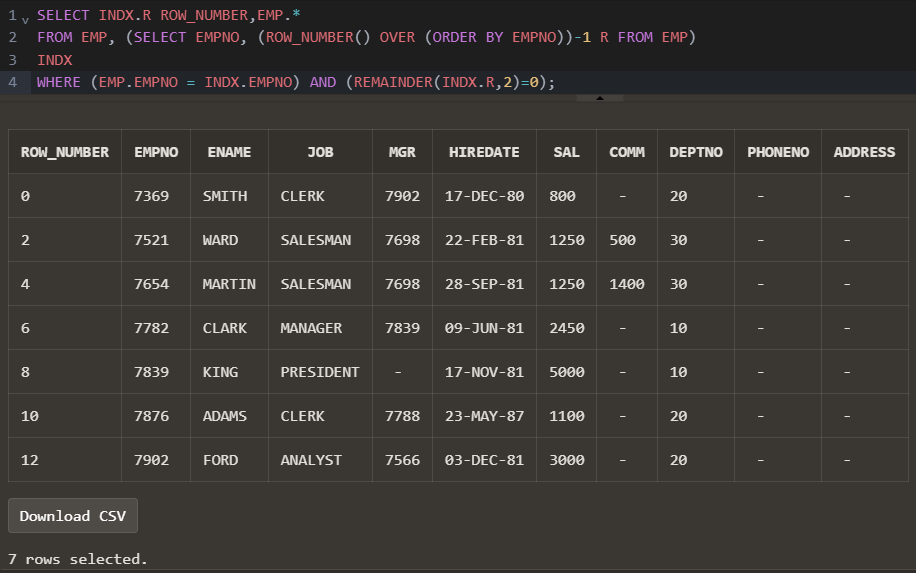 1 SELECT INDX.R ROW_NUMBER,EMP.*
2 FROM EMP, (SELECT EMPNO, (ROW_NUMBER() OVER (ORDER BY EMPNO))-1 R FROM EMP)
3 INDX
4 WHERE (EMP.EMPNO = INDX.EMPNO) AND (REMAINDER(INDX.R,2)=0);
ROW_NUMBER EMPNO ENAME JOB MGR HIREDATE SAL COMM DEPTNO PHONENO ADDRESS
0 7369 SMITH CLERK 7902 17-DEC-80 800 - 20 - -
2 7521 WARD SALESMAN 7698 22-FEB-81 1250 500 30 - -
4 7654 MARTIN SALESMAN 7698 28-SEP-81 1250 1400 30 - -
6 7782 CLARK MANAGER 7839 09-JUN-81 2450 - 10 - -
8 7839 KING PRESIDENT - 17-NOV-81 5000 - 10 - -
10 7876 ADAMS CLERK 7788 23-MAY-87 1100 - 20 - -
12 7902 FORD ANALYST 7566 03-DEC-81 3000 - 20 - -
Download CSV
7 rows selected.